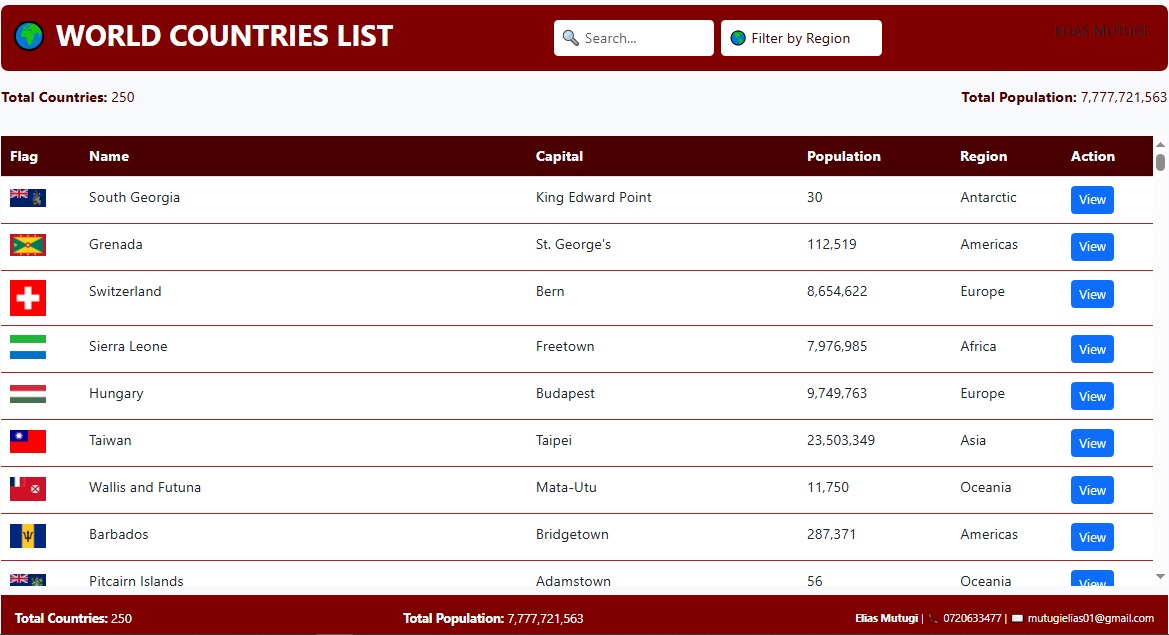 WORLD COUNTRIES LIST Search... Filter by Region ELIAS MUTUGI
Total Countries: 250 Total Population: 7,777,721,563
Flag Name Capital Population Region Action
South Georgia King Edward Point 30 Antarctic View
Grenada St. George's 112,519 Americas View
Switzerland Bern 8,654,622 Europe View
Sierra Leone Freetown 7,976,985 Africa View
Hungary Budapest 9,749,763 Europe View
Taiwan Taipei 23,503,349 Asia View
Wallis and Futuna Mata-Utu 11,750 Oceania View
Barbados Bridgetown 287,371 Americas View
Pitcairn Islands Adamstown 56 Oceania View
Total Countries: 250 Total Population: 7,777,721,563 Elias Mutugi | 0720633477 | mutugielias01@gmail.com